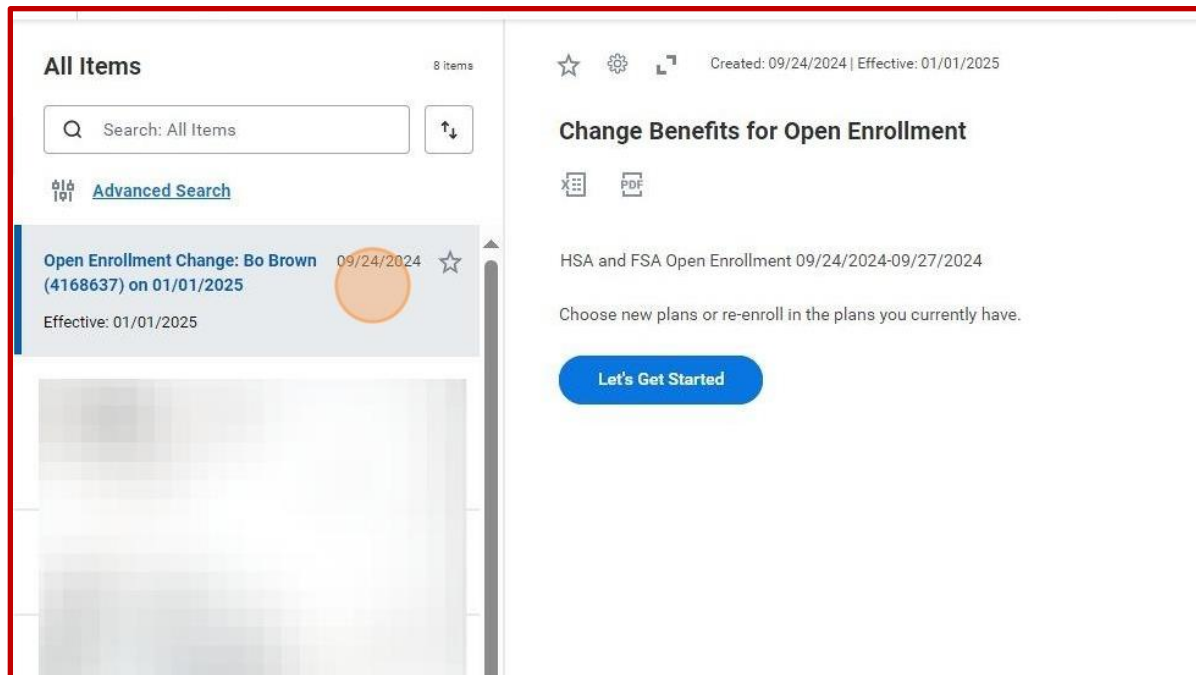 All Items
8 items
Search: All Items
Advanced Search
Open Enrollment Change: Bo Brown
09/24/2024
(4168637) on 01/01/2025
Effective: 01/01/2025
Created: 09/24/2024 | Effective: 01/01/2025
Change Benefits for Open Enrollment
X
PDF
HSA and FSA Open Enrollment 09/24/2024-09/27/2024
Choose new plans or re-enroll in the plans you currently have.
Let's Get Started